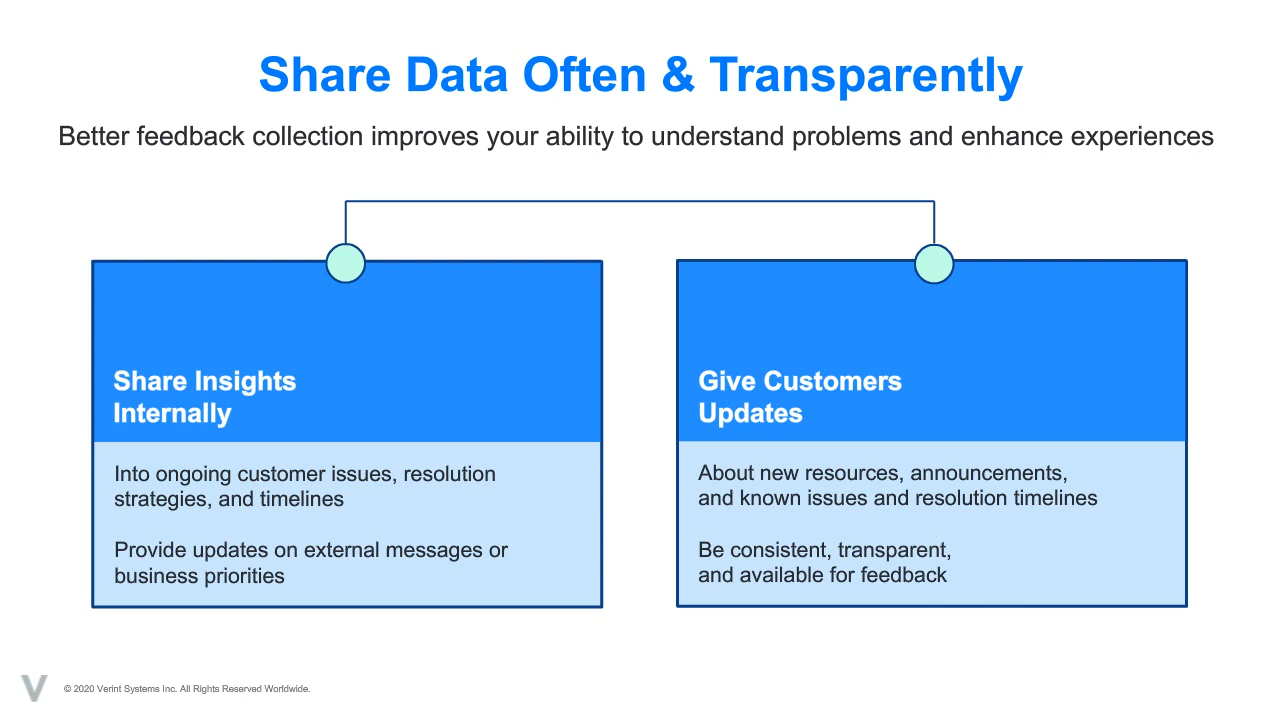 Share Data Often & Transparently
Better feedback collection improves your ability to understand problems and enhance experiences
Share Insights
Internally
Into ongoing customer issues, resolution
strategies, and timelines
Provide updates on external messages or
business priorities
Give Customers
Updates
About new resources, announcements,
and known issues and resolution timelines
Be consistent, transparent,
and available for feedback
© 2020 Verint Systems Inc. All Rights Reserved Worldwide.